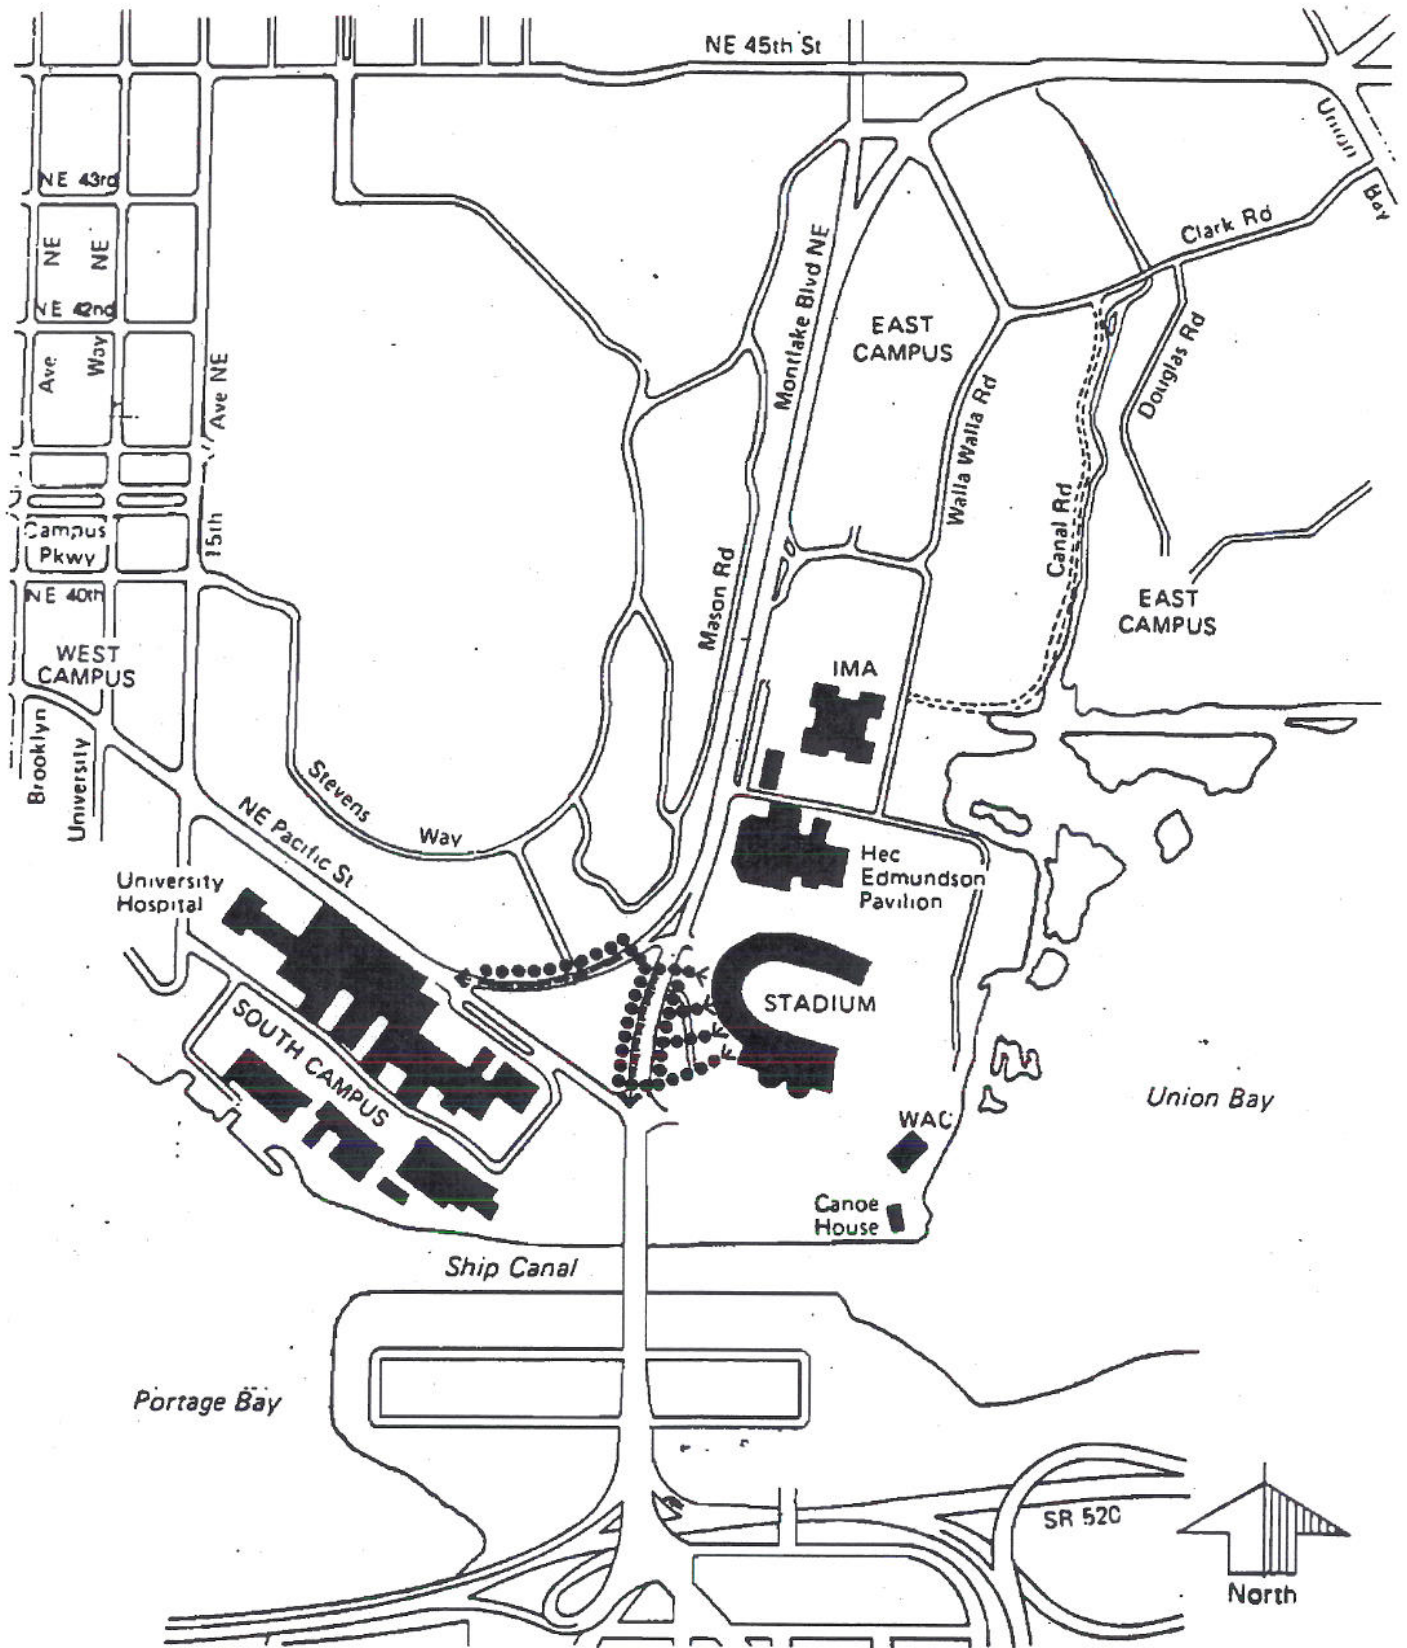 NE 45th St
Union
Bay
NE 43rd
Clark Rd
NE
NE
Montlake Blvd NE
NE 42nd
EAST
CAMPUS
Douglas Rd
Ave
Way
Ave NE
Walla Walla Rd
Canal Rd
15th
Campus
Pkwy
Mason Rd
NE 40th
EAST
CAMPUS
WEST
CAMPUS
IMA
Brooklyn
University
Stevens
Way
NE Pacific St
University
Hospital
Hec
Edmundson
Pavilion
STADIUM
SOUTH CAMPUS
Union Bay
WAC
Canoe
House
Ship Canal
Portage Bay
SR 520
North